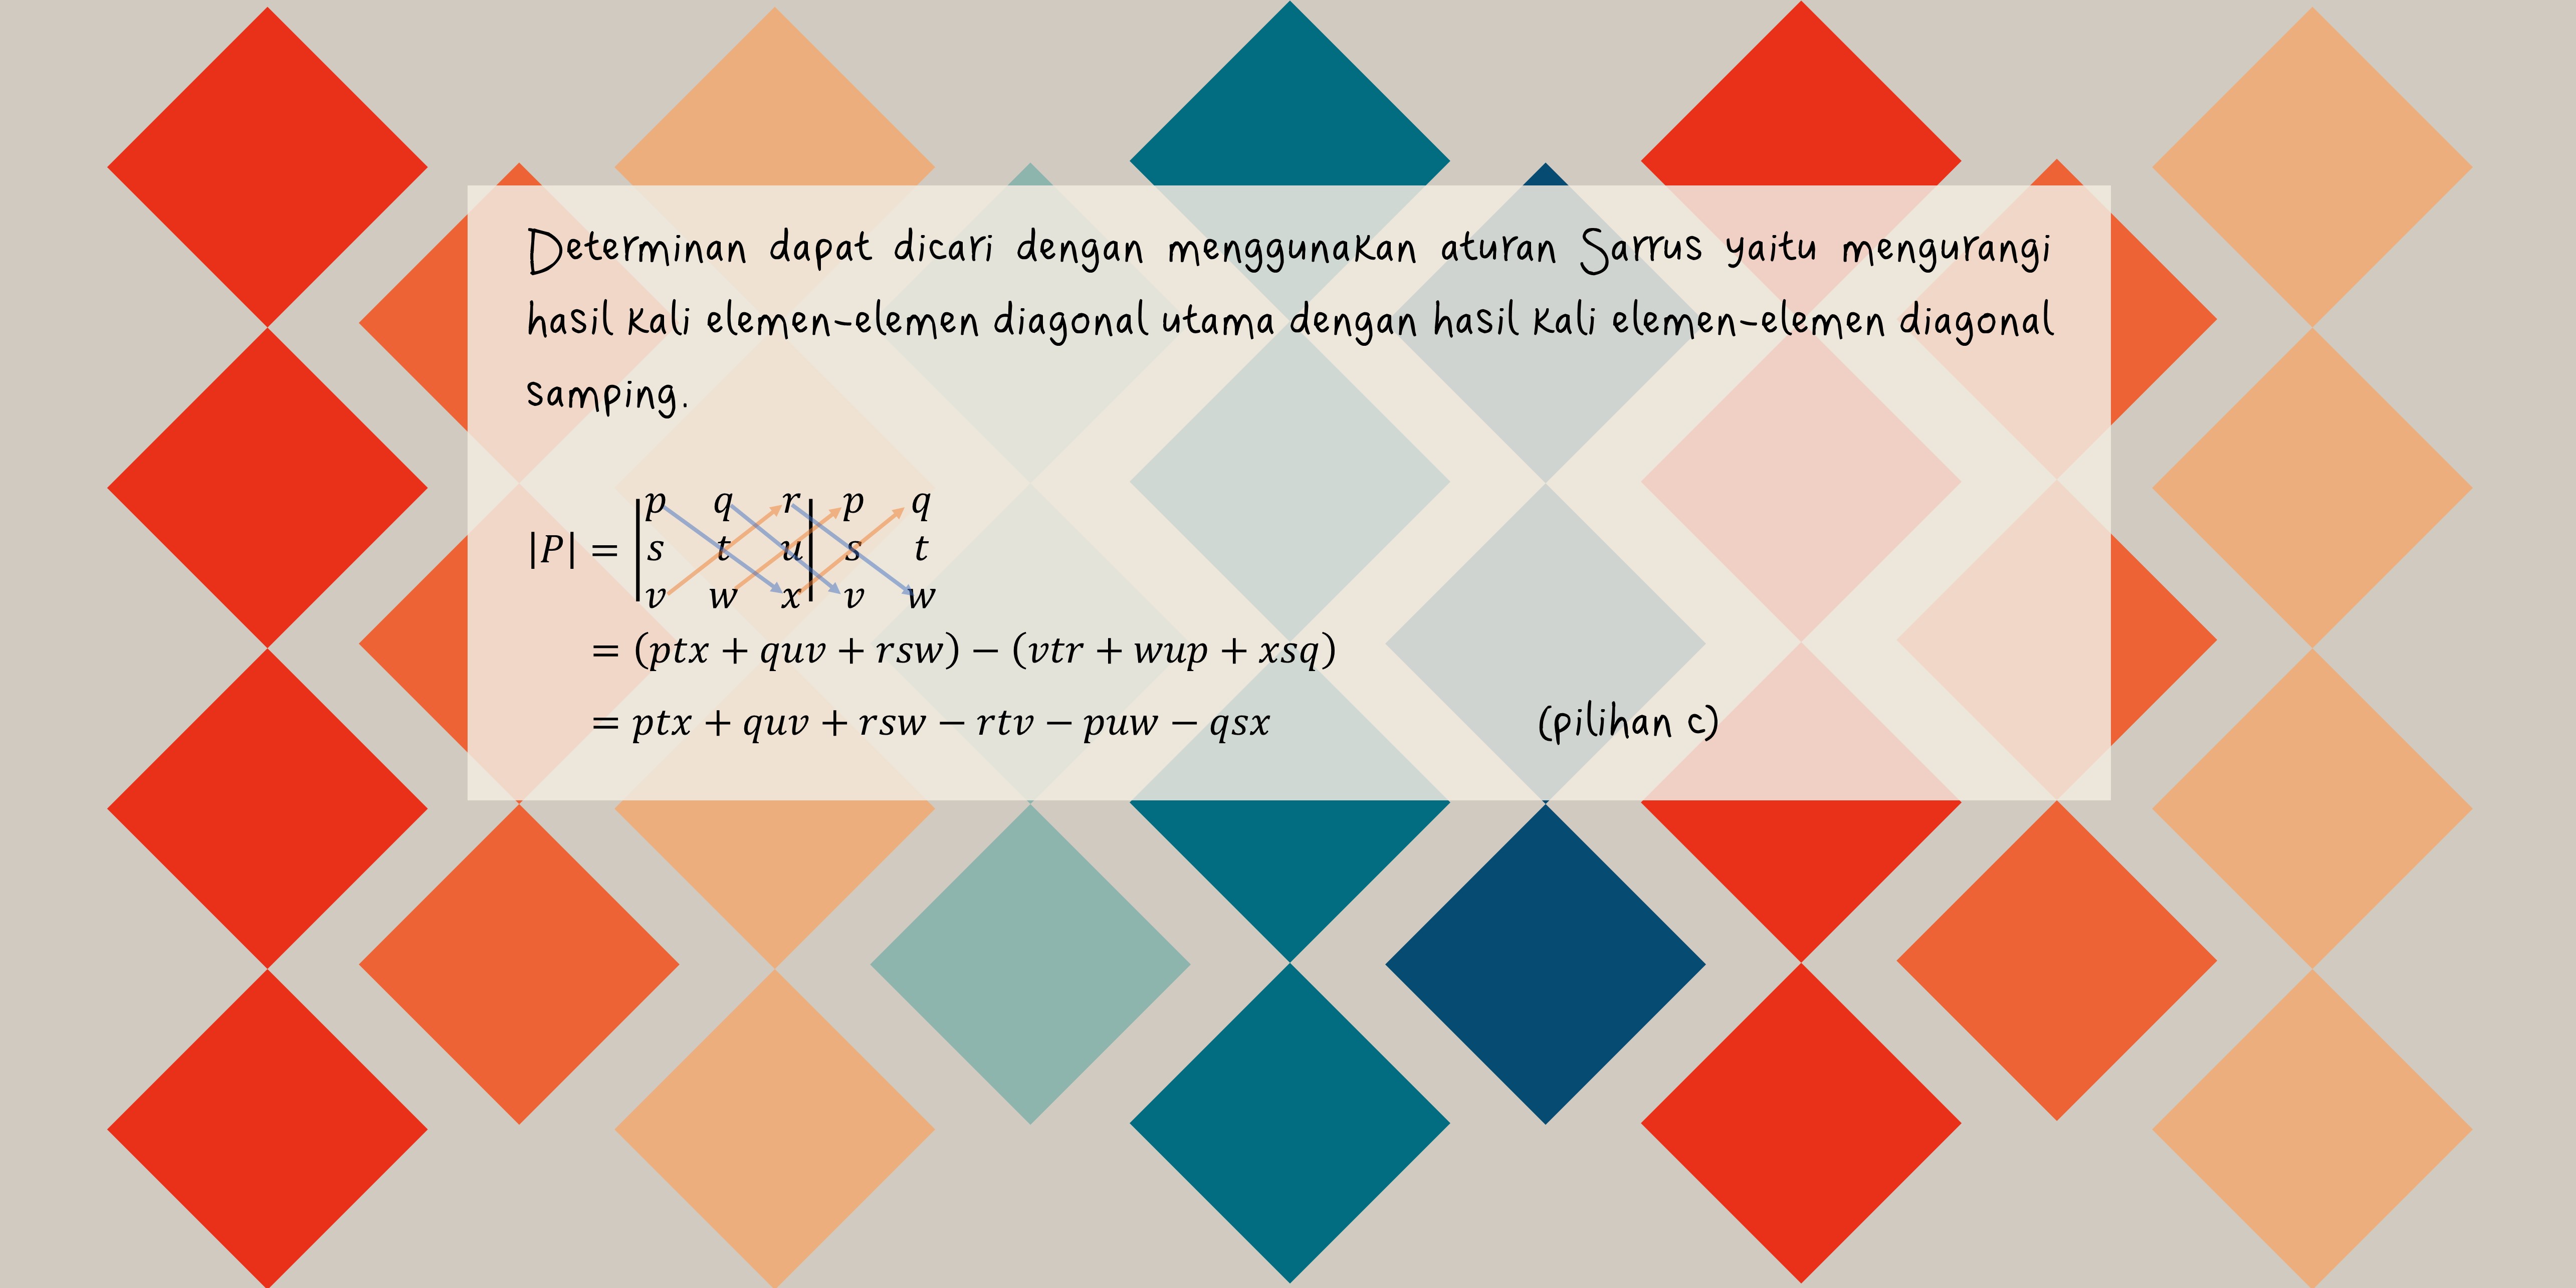 Determinan dapat dicari dengan menggunakan aturan Sarrus yaitu mengurangi
hasil kali elemen-elemen diagonal utama dengan hasil kali elemen-elemen diagonal
samping.
p q r p q
|P| = | s t u | s t
v w x v w
= (ptx + quv + rsw) − (vtr + wup + xsq)
= ptx + quv + rsw − rtv − puw − qsx (pilihan c)